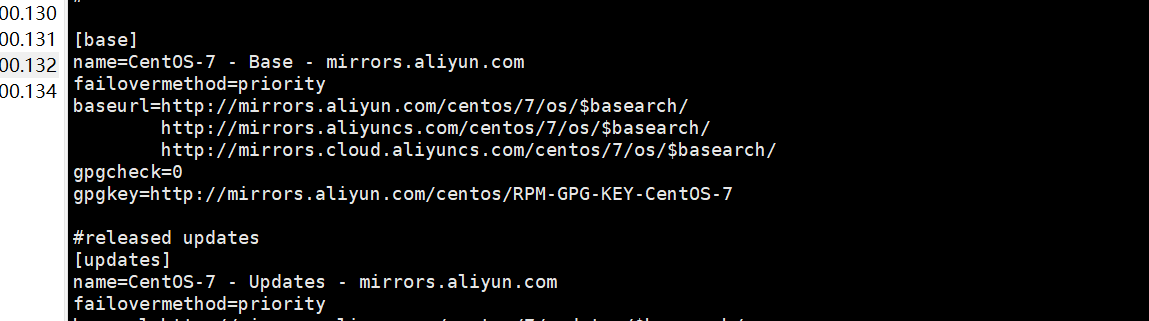 00.130
00.131
00.132
00.134
#
[base]
name=CentOS-7 - Base - mirrors.aliyun.com
failovermethod=priority
baseurl=http://mirrors.aliyun.com/centos/7/os/$basearch/
        http://mirrors.aliyuncs.com/centos/7/os/$basearch/
        http://mirrors.cloud.aliyuncs.com/centos/7/os/$basearch/
gpgcheck=0
gpgkey=http://mirrors.aliyun.com/centos/RPM-GPG-KEY-CentOS-7
#released updates
[updates]
name=CentOS-7 - Updates - mirrors.aliyun.com
failovermethod=priority